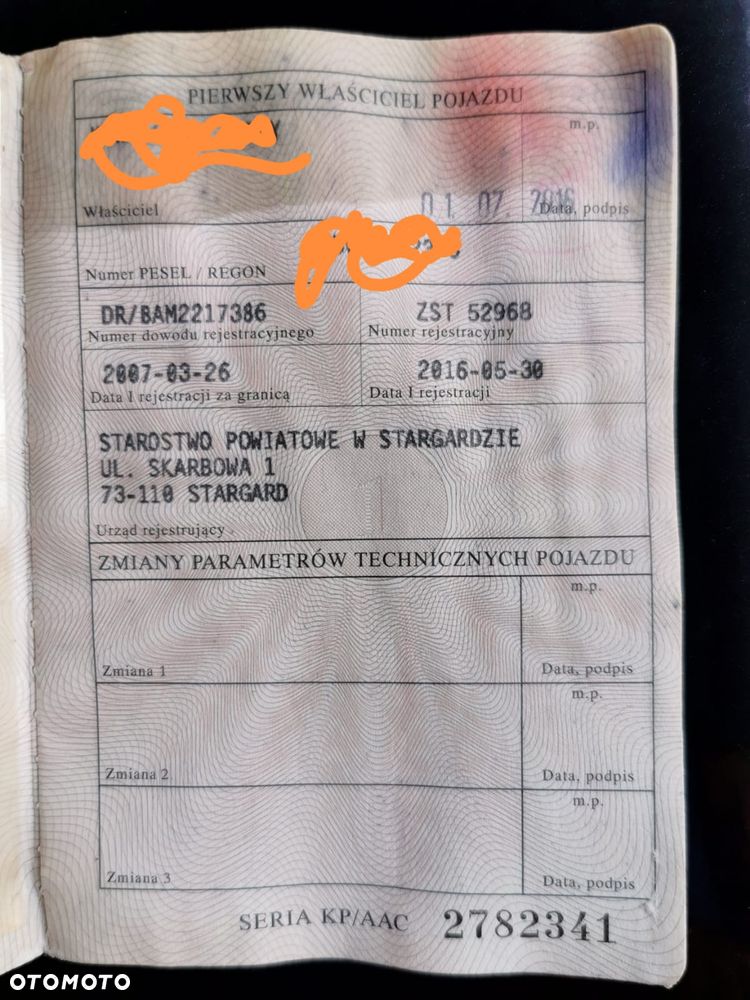 PIERWSZY WŁAŚCICIEL POJAZDU
m.p.
01. 07. 2016
Właściciel
Data, podpis
Numer PESEL / REGON
DR/BAM2217386
ZST 52968
Numer dowodu rejestracyjnego
Numer rejestracyjny
2007-03-26
2016-05-30
Data I rejestracji za granicą
Data I rejestracji
STAROSTWO POWIATOWE W STARGARDZIE
UL. SKARBOWA 1
73-110 STARGARD
1
Urząd rejestrujący
ZMIANY PARAMETRÓW TECHNICZNYCH POJAZDU
m.p.
Zmiana 1
Data, podpis
m.p.
Zmiana 2
Data, podpis
m.p.
Zmiana 3
Data, podpis
SERIA KP/AAC 2782341
OTOMOTO